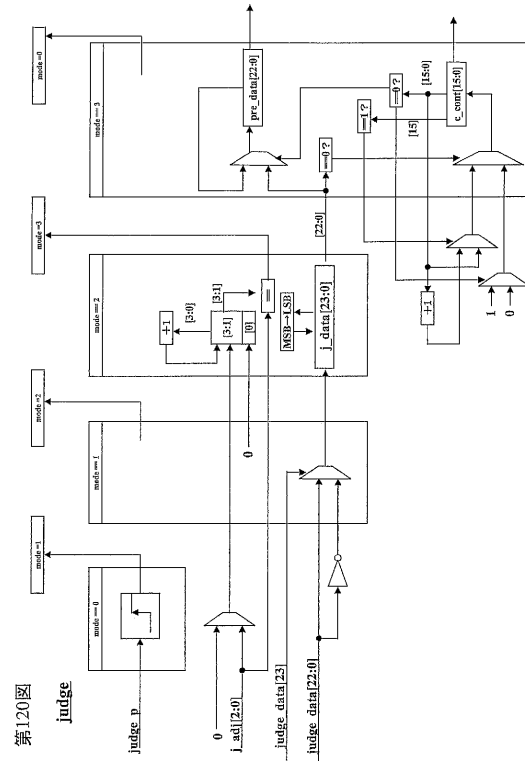 第120図
judge
mode =1
mode =2
mode =3
mode =0
mode == 0
mode == 1
mode == 2
mode == 3
judge_p
0
j_adj[2:0]
judge_data[23]
judge_data[22:0]
0
+1
[3:0]
[3:1]
[3:1]
[0]
==
MSB→LSB
j_data[23:0]
[22:0]
pre_data[22:0]
==0 ?
==1 ?
==0 ?
[15]
[15:0]
c_cont[15:0]
+1
1
0